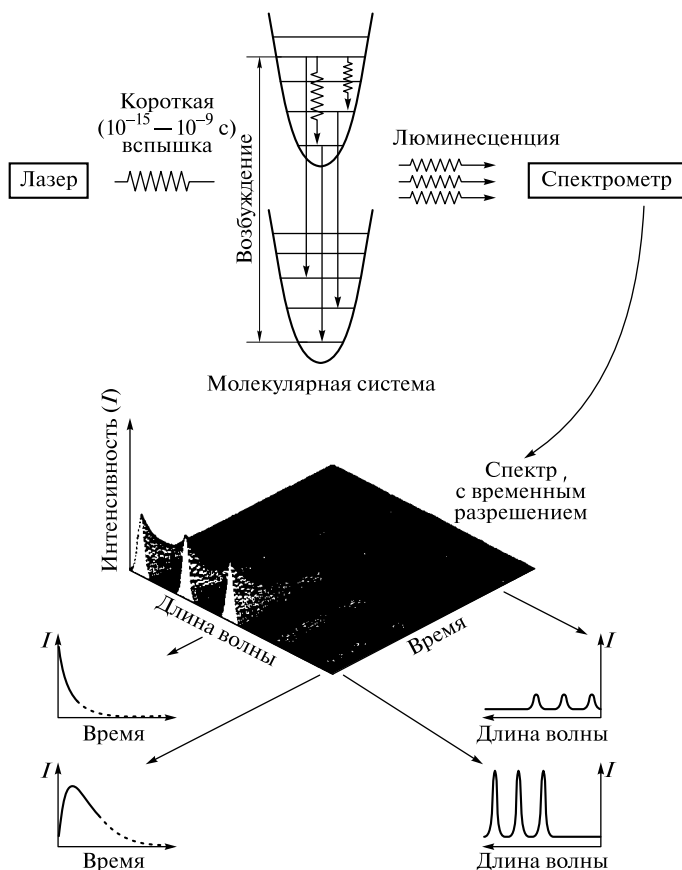 Короткая
(10⁻¹⁵ — 10⁻⁹ с)
вспышка
Лазер
Возбуждение
Люминесценция
Спектрометр
Молекулярная система
Интенсивность (I)
Спектр ,
с временным
разрешением
Длина волны
Время
I
Время
I
Длина волны
I
Время
I
Длина волны